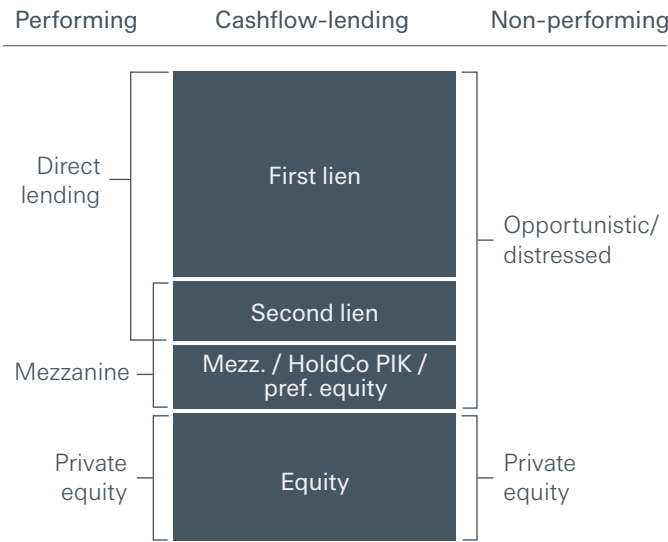 Performing
Cashflow-lending
Non-performing
Direct
lending
First lien
Opportunistic/
distressed
Second lien
Mezzanine
Mezz. / HoldCo PIK /
pref. equity
Private
equity
Equity
Private
equity